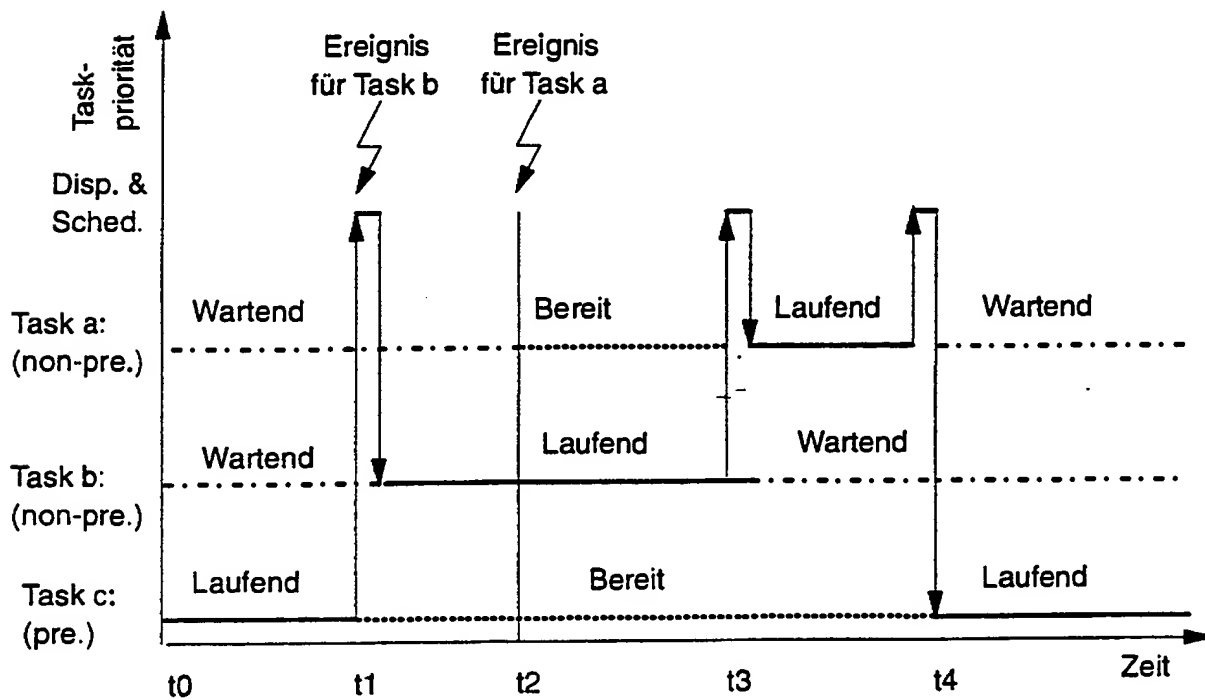 Task-
priorität
Ereignis
für Task b
Ereignis
für Task a
Disp. &
Sched.
Wartend
Bereit
Laufend
Wartend
Task a:
(non-pre.)
Wartend
Laufend
Wartend
Task b:
(non-pre.)
Laufend
Bereit
Laufend
Task c:
(pre.)
t0
t1
t2
t3
t4
Zeit